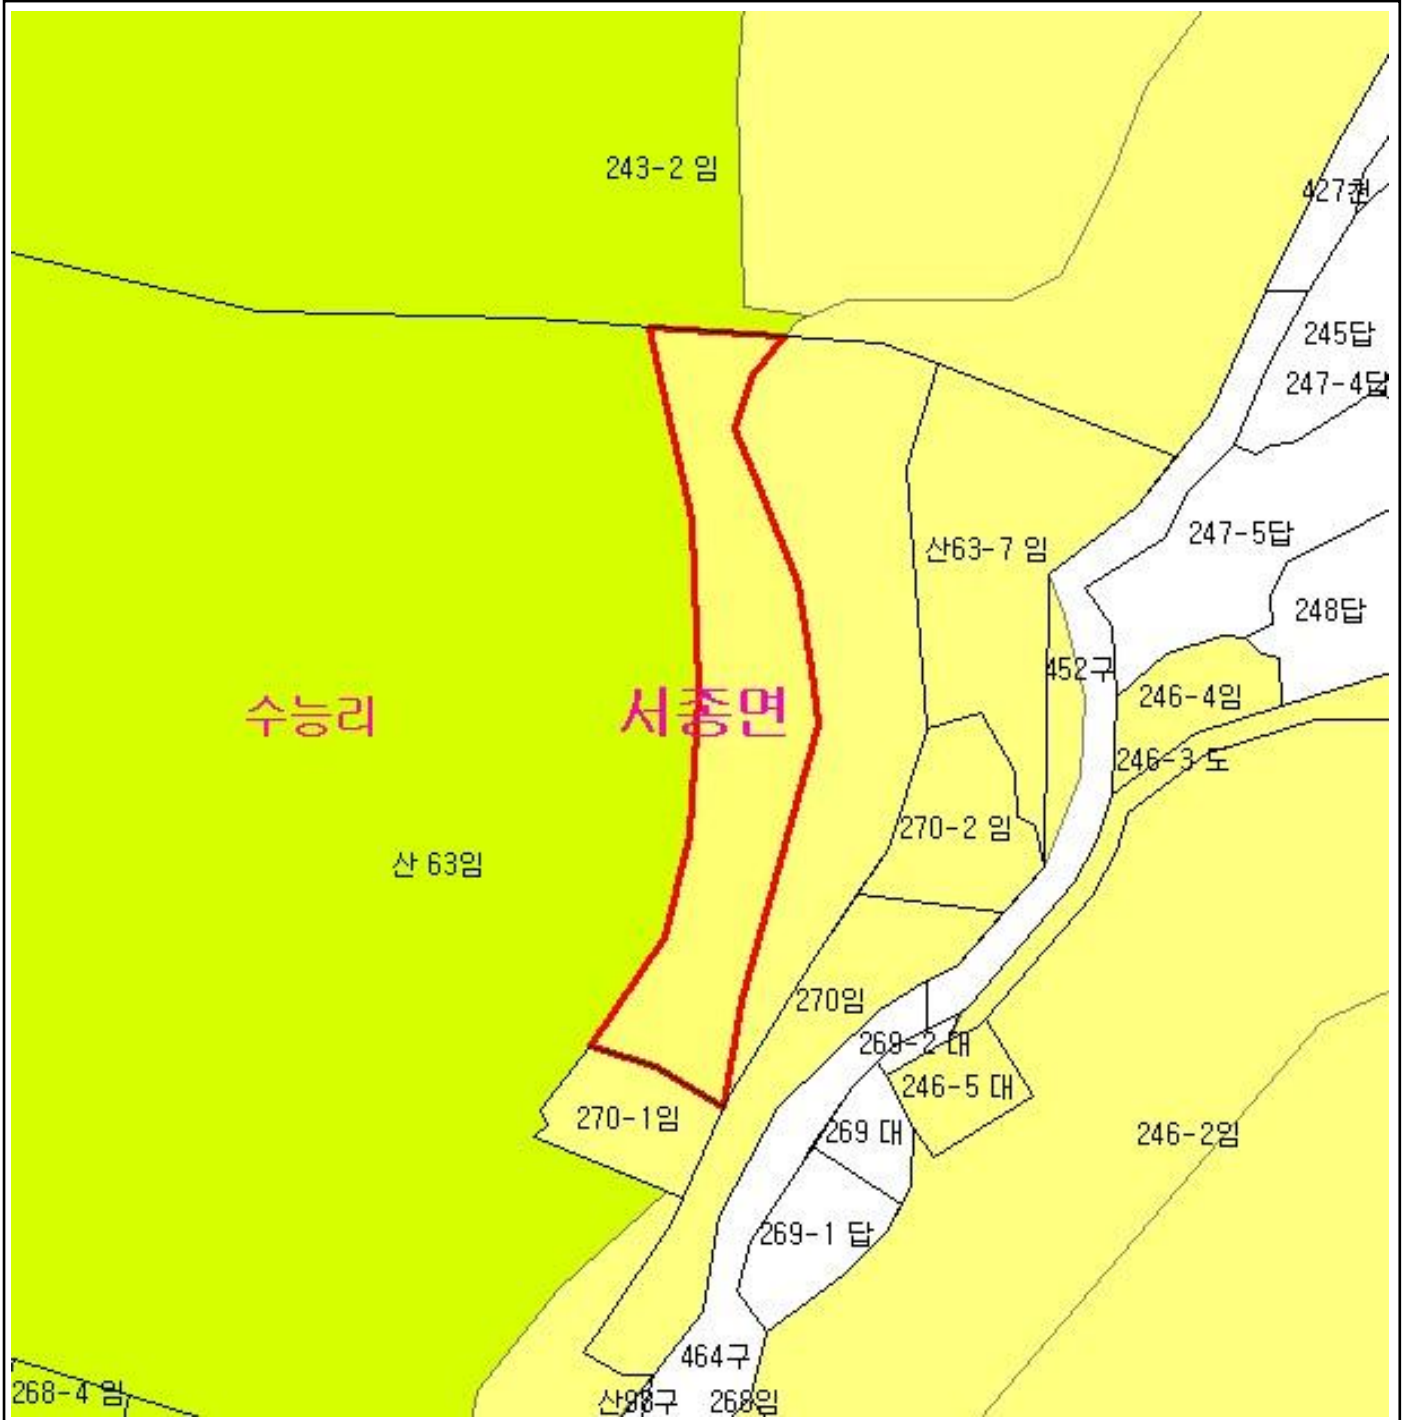 243-2 임
427천
245답
247-4답
247-5답
산63-7 임
248답
452구
246-4임
수능리
서종면
246-3 도
270-2 임
산 63임
270임
269-2 대
246-5 대
270-1임
269 대
246-2임
269-1 답
464구
268-4 임
산98구
268임